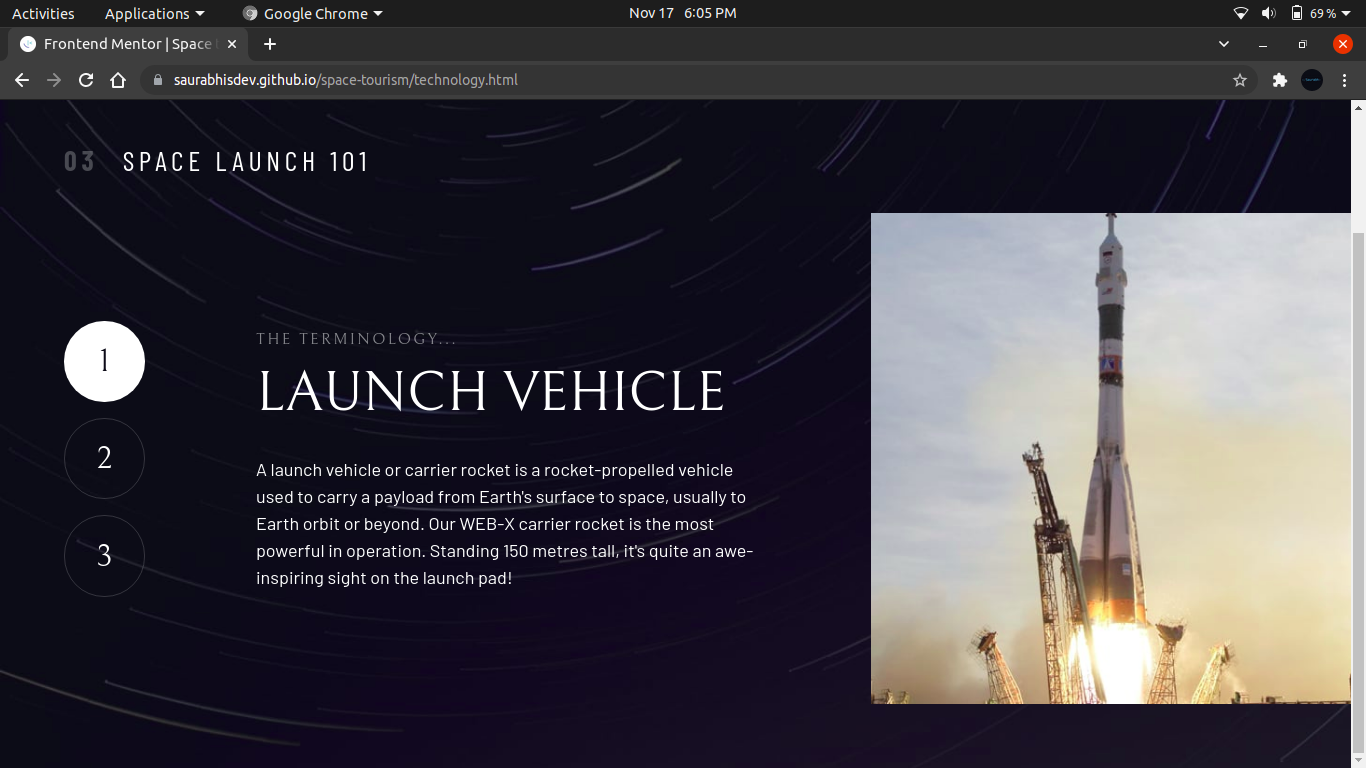 Activities Applications Google Chrome Nov 17 6:05 PM 69 %
Frontend Mentor | Space
saurabhisdev.github.io/space-tourism/technology.html
03 SPACE LAUNCH 101
1
2
3
THE TERMINOLOGY...
LAUNCH VEHICLE
A launch vehicle or carrier rocket is a rocket-propelled vehicle
used to carry a payload from Earth's surface to space, usually to
Earth orbit or beyond. Our WEB-X carrier rocket is the most
powerful in operation. Standing 150 metres tall, it's quite an awe-
inspiring sight on the launch pad!